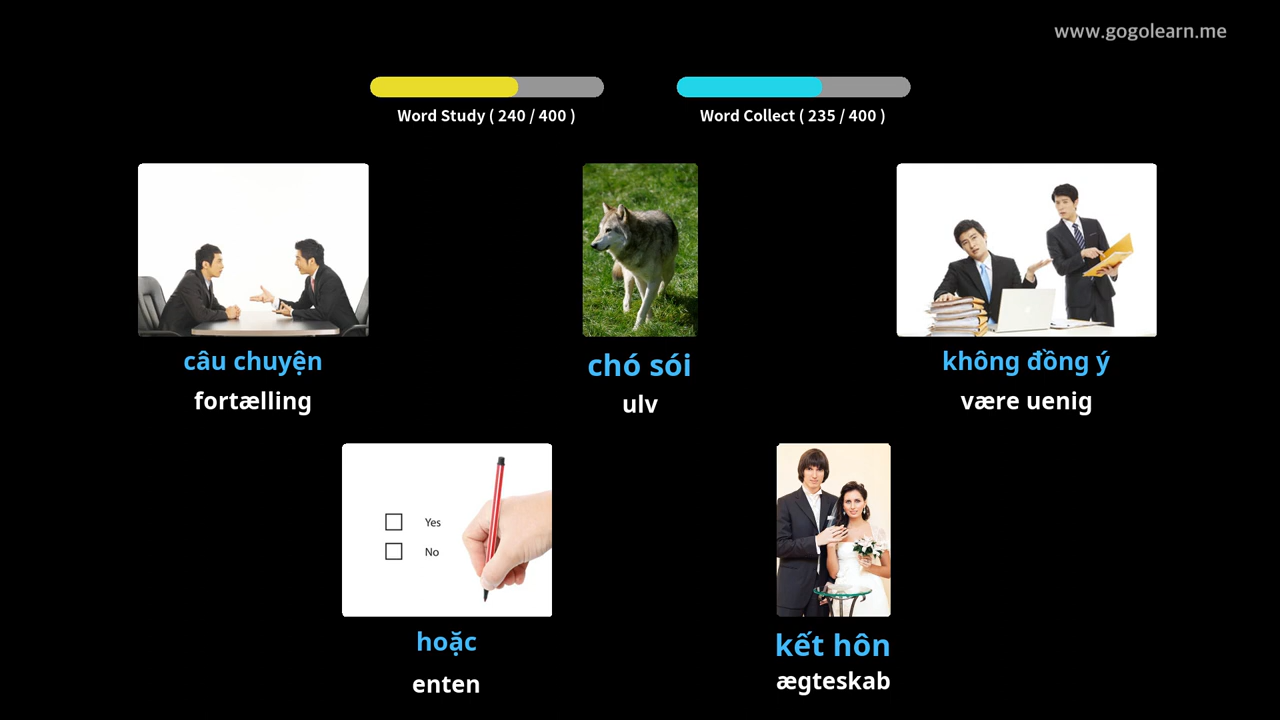 www.gogolearn.me
Word Study ( 240 / 400 )
Word Collect ( 235 / 400 )
câu chuyện
fortælling
chó sói
ulv
không đồng ý
være uenig
Yes
No
hoặc
enten
kết hôn
ægteskab